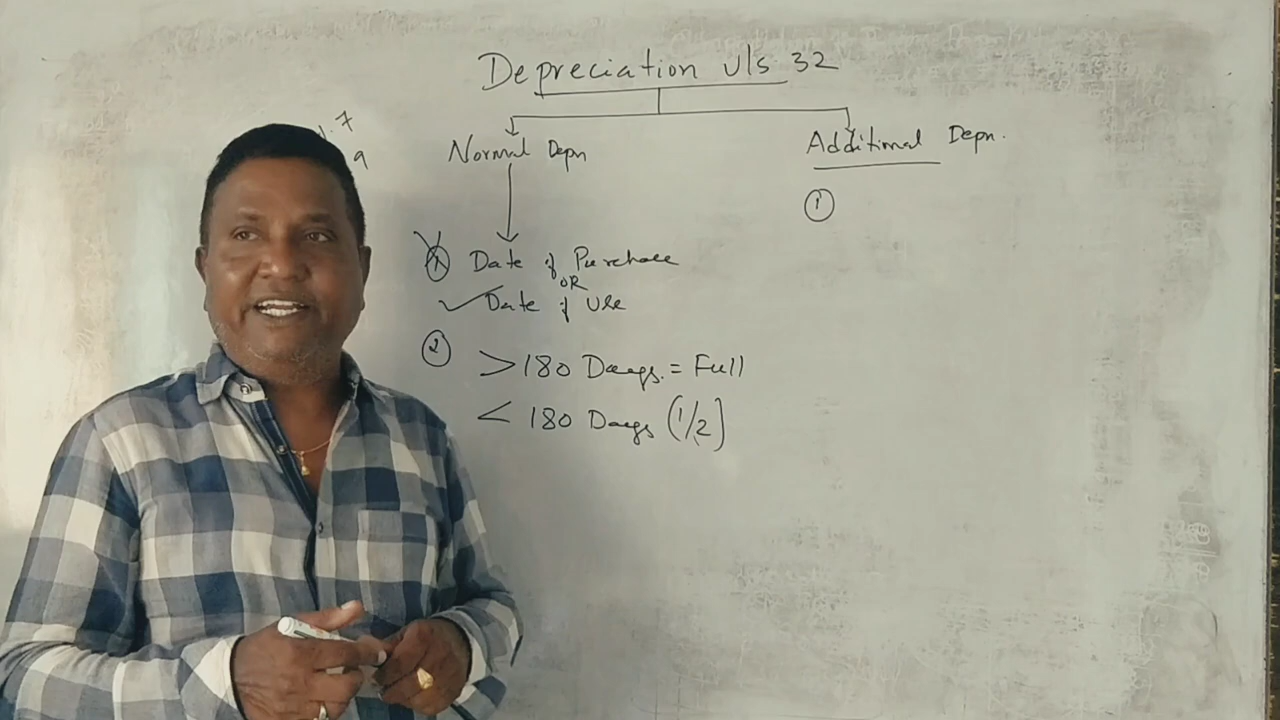 Depreciation u/s 32
Normal Depn
Additional Depn.
①
① Date of Purchase
OR
✓ Date of Use
② >180 Days. = Full
< 180 Days (1/2)